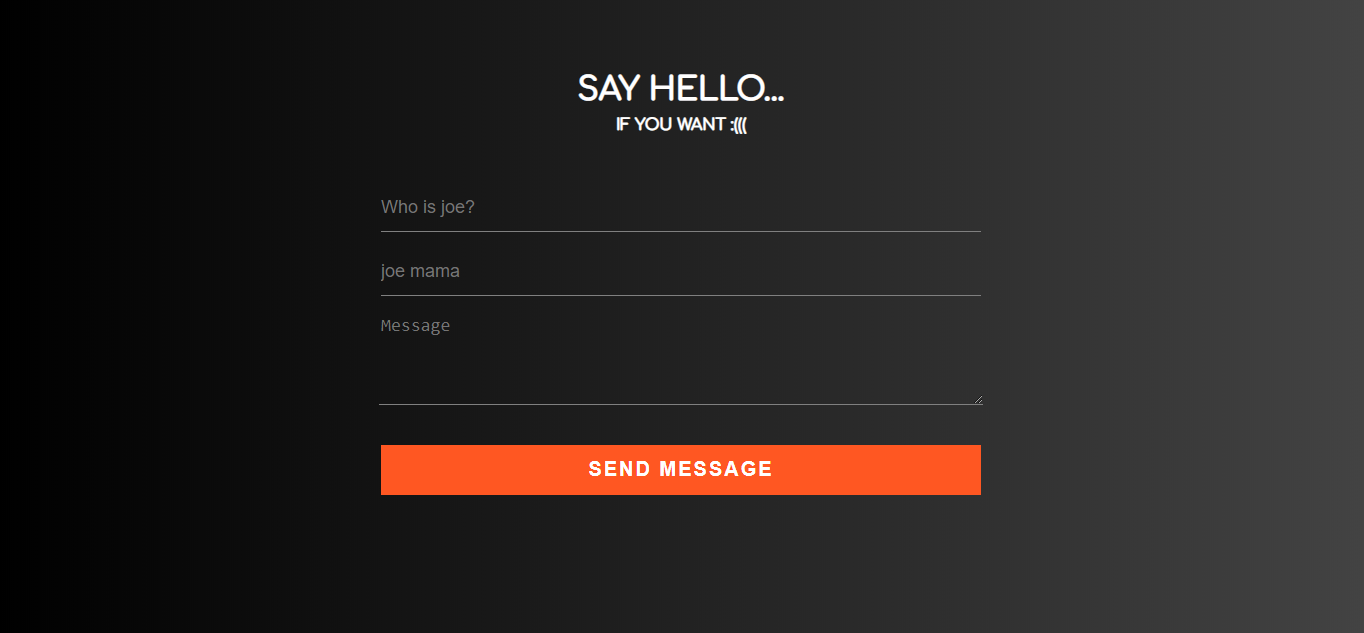 SAY HELLO...
IF YOU WANT :(((
Who is joe?
joe mama
Message
SEND MESSAGE